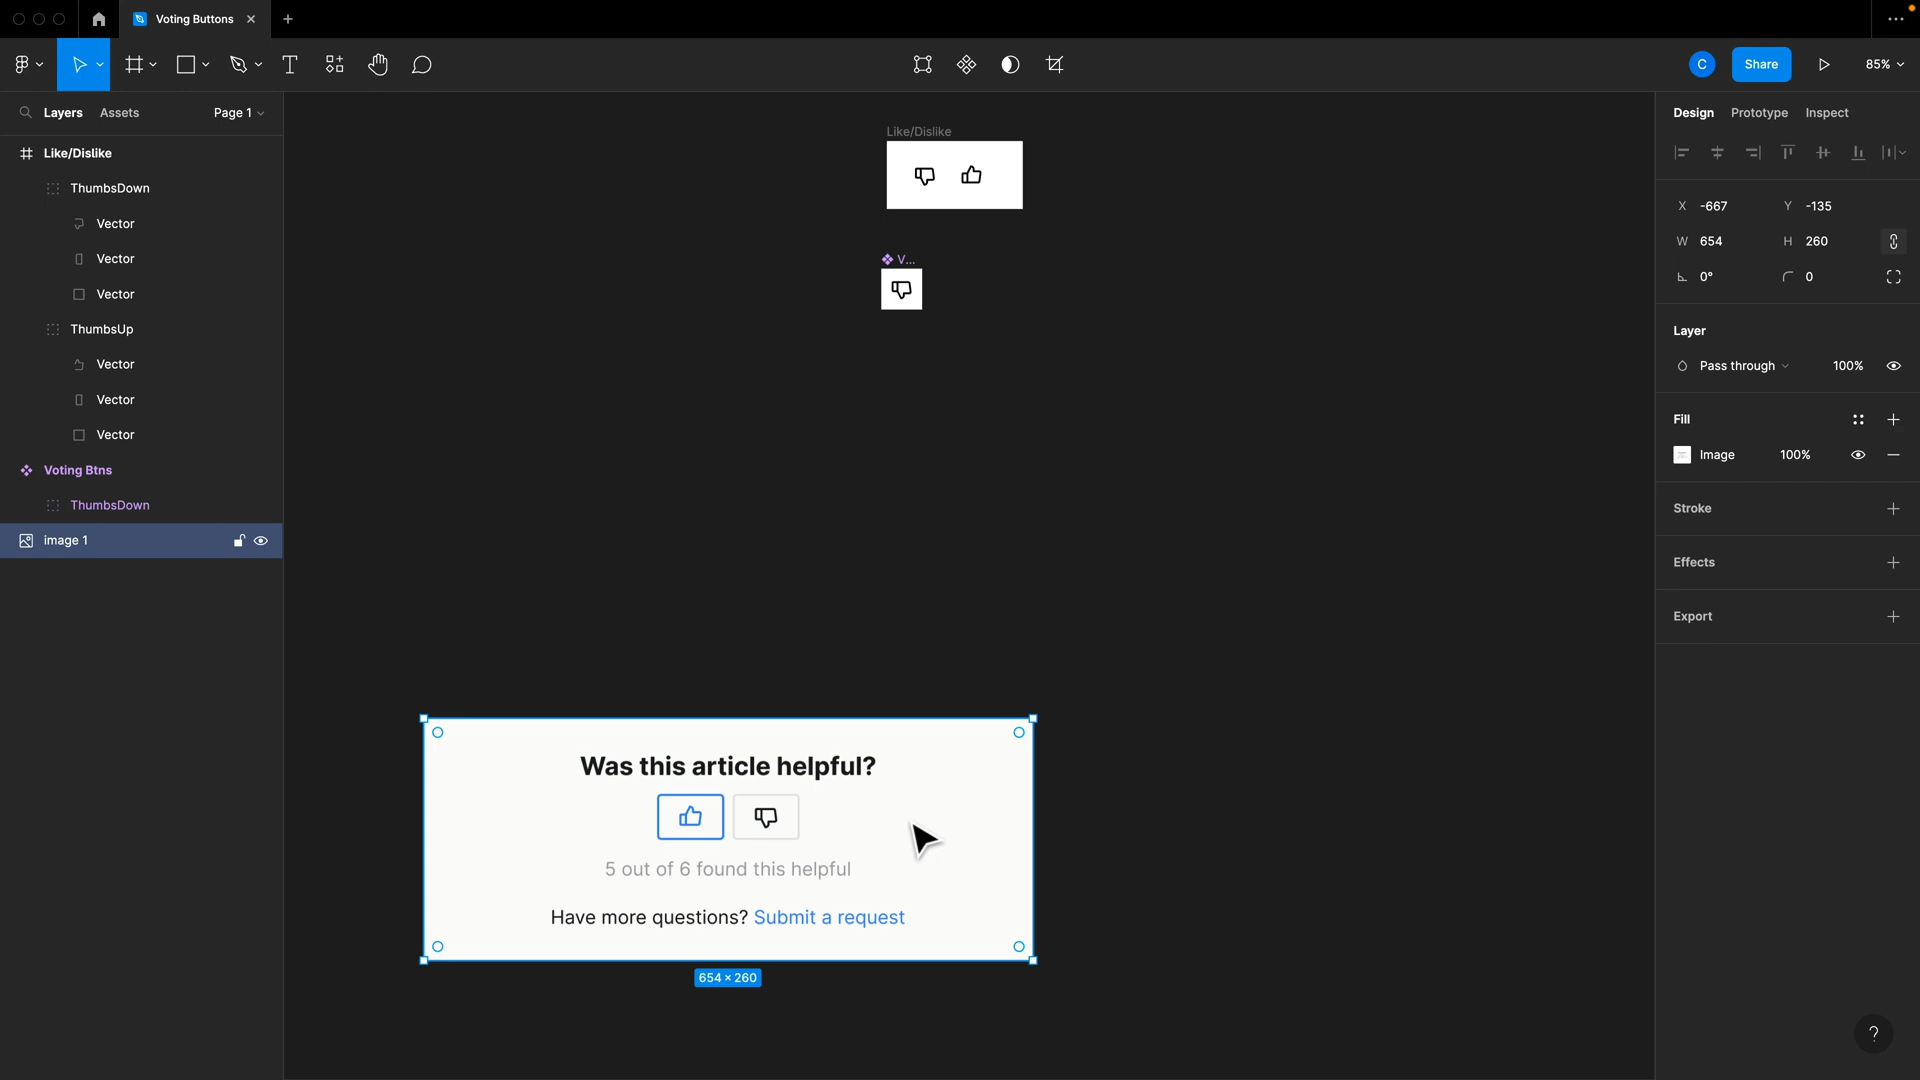 Voting Buttons
C
Share
85%
Layers
Assets
Page 1
Like/Dislike
ThumbsDown
Vector
Vector
Vector
ThumbsUp
Vector
Vector
Vector
Voting Btns
ThumbsDown
image 1
Like/Dislike
V...
Was this article helpful?
5 out of 6 found this helpful
Have more questions? Submit a request
654 × 260
Design
Prototype
Inspect
X -667
Y -135
W 654
H 260
0°
0
Layer
Pass through
100%
Fill
Image
100%
Stroke
Effects
Export
?